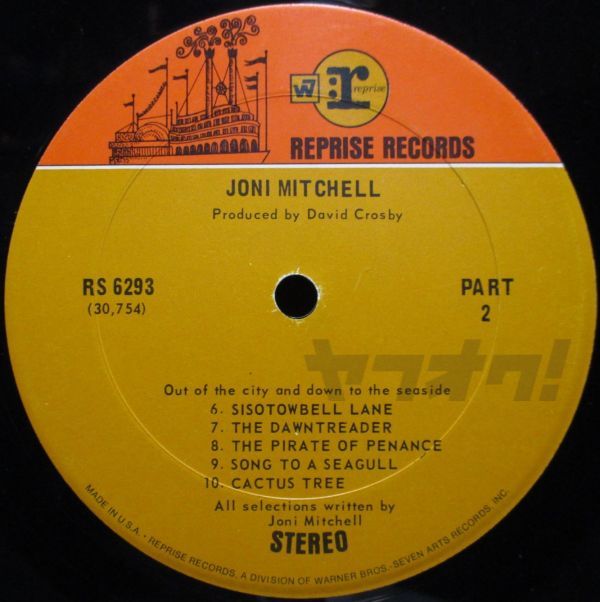 W7 r: reprise
REPRISE RECORDS
JONI MITCHELL
Produced by David Crosby
RS 6293
(30,754)
PART
2
ヤフオク!
Out of the city and down to the seaside
6. SISOTOWBELL LANE
7. THE DAWNTREADER
8. THE PIRATE OF PENANCE
9. SONG TO A SEAGULL
10. CACTUS TREE
All selections written by
Joni Mitchell
STEREO
MADE IN U.S.A. • REPRISE RECORDS, A DIVISION OF WARNER BROS.-SEVEN ARTS RECORDS, INC.